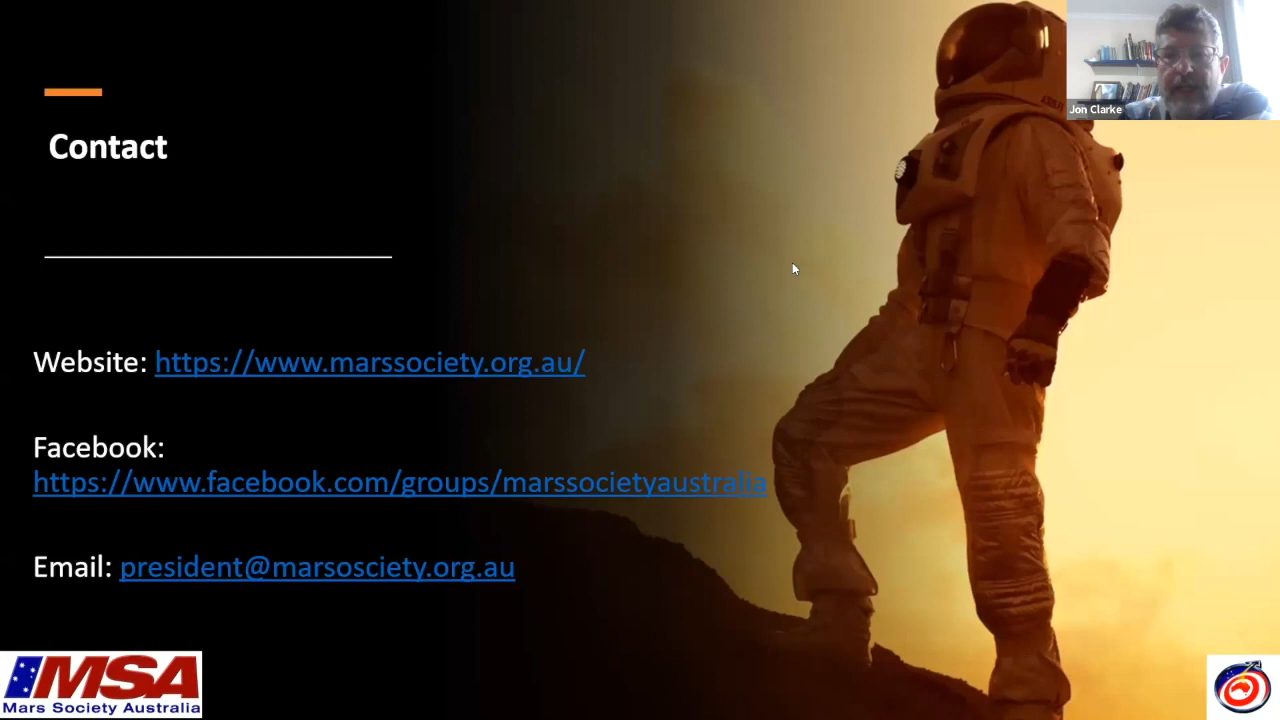 Jon Clarke
Contact
Website: https://www.marssociety.org.au/
Facebook:
https://www.facebook.com/groups/marssocietyaustralia
Email: president@marsosciety.org.au
MSA
Mars Society Australia